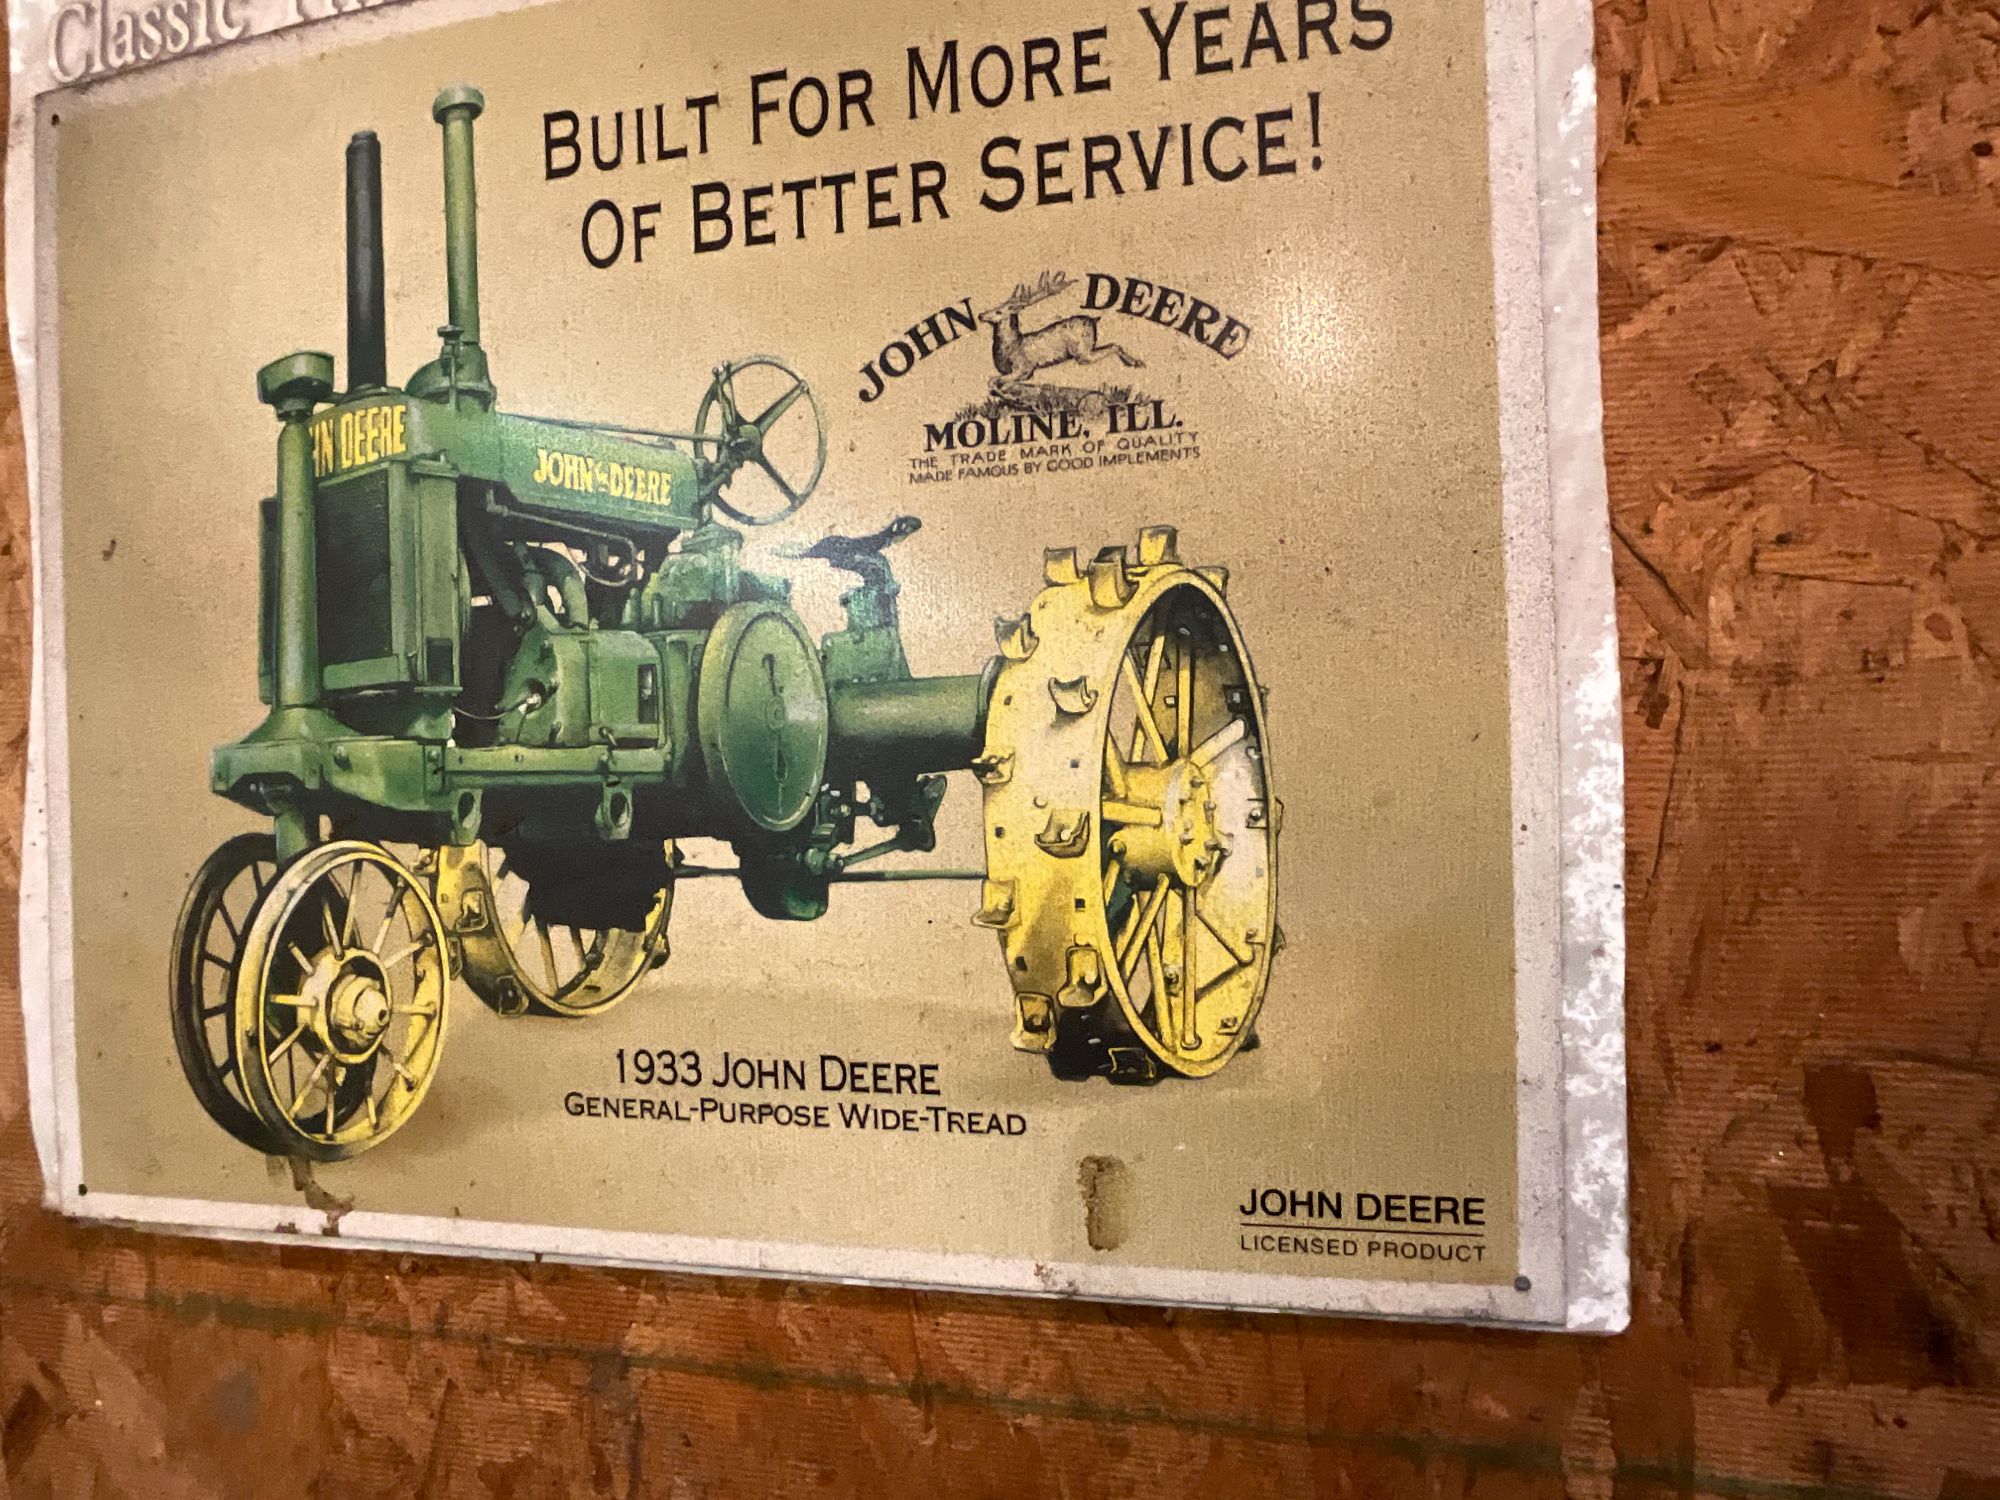 Classic
BUILT FOR MORE YEARS
OF BETTER SERVICE!
JOHN DEERE
MOLINE, ILL.
THE TRADE MARK OF QUALITY
MADE FAMOUS BY GOOD IMPLEMENTS
HN DEERE
JOHN DEERE
1933 JOHN DEERE
GENERAL-PURPOSE WIDE-TREAD
JOHN DEERE
LICENSED PRODUCT